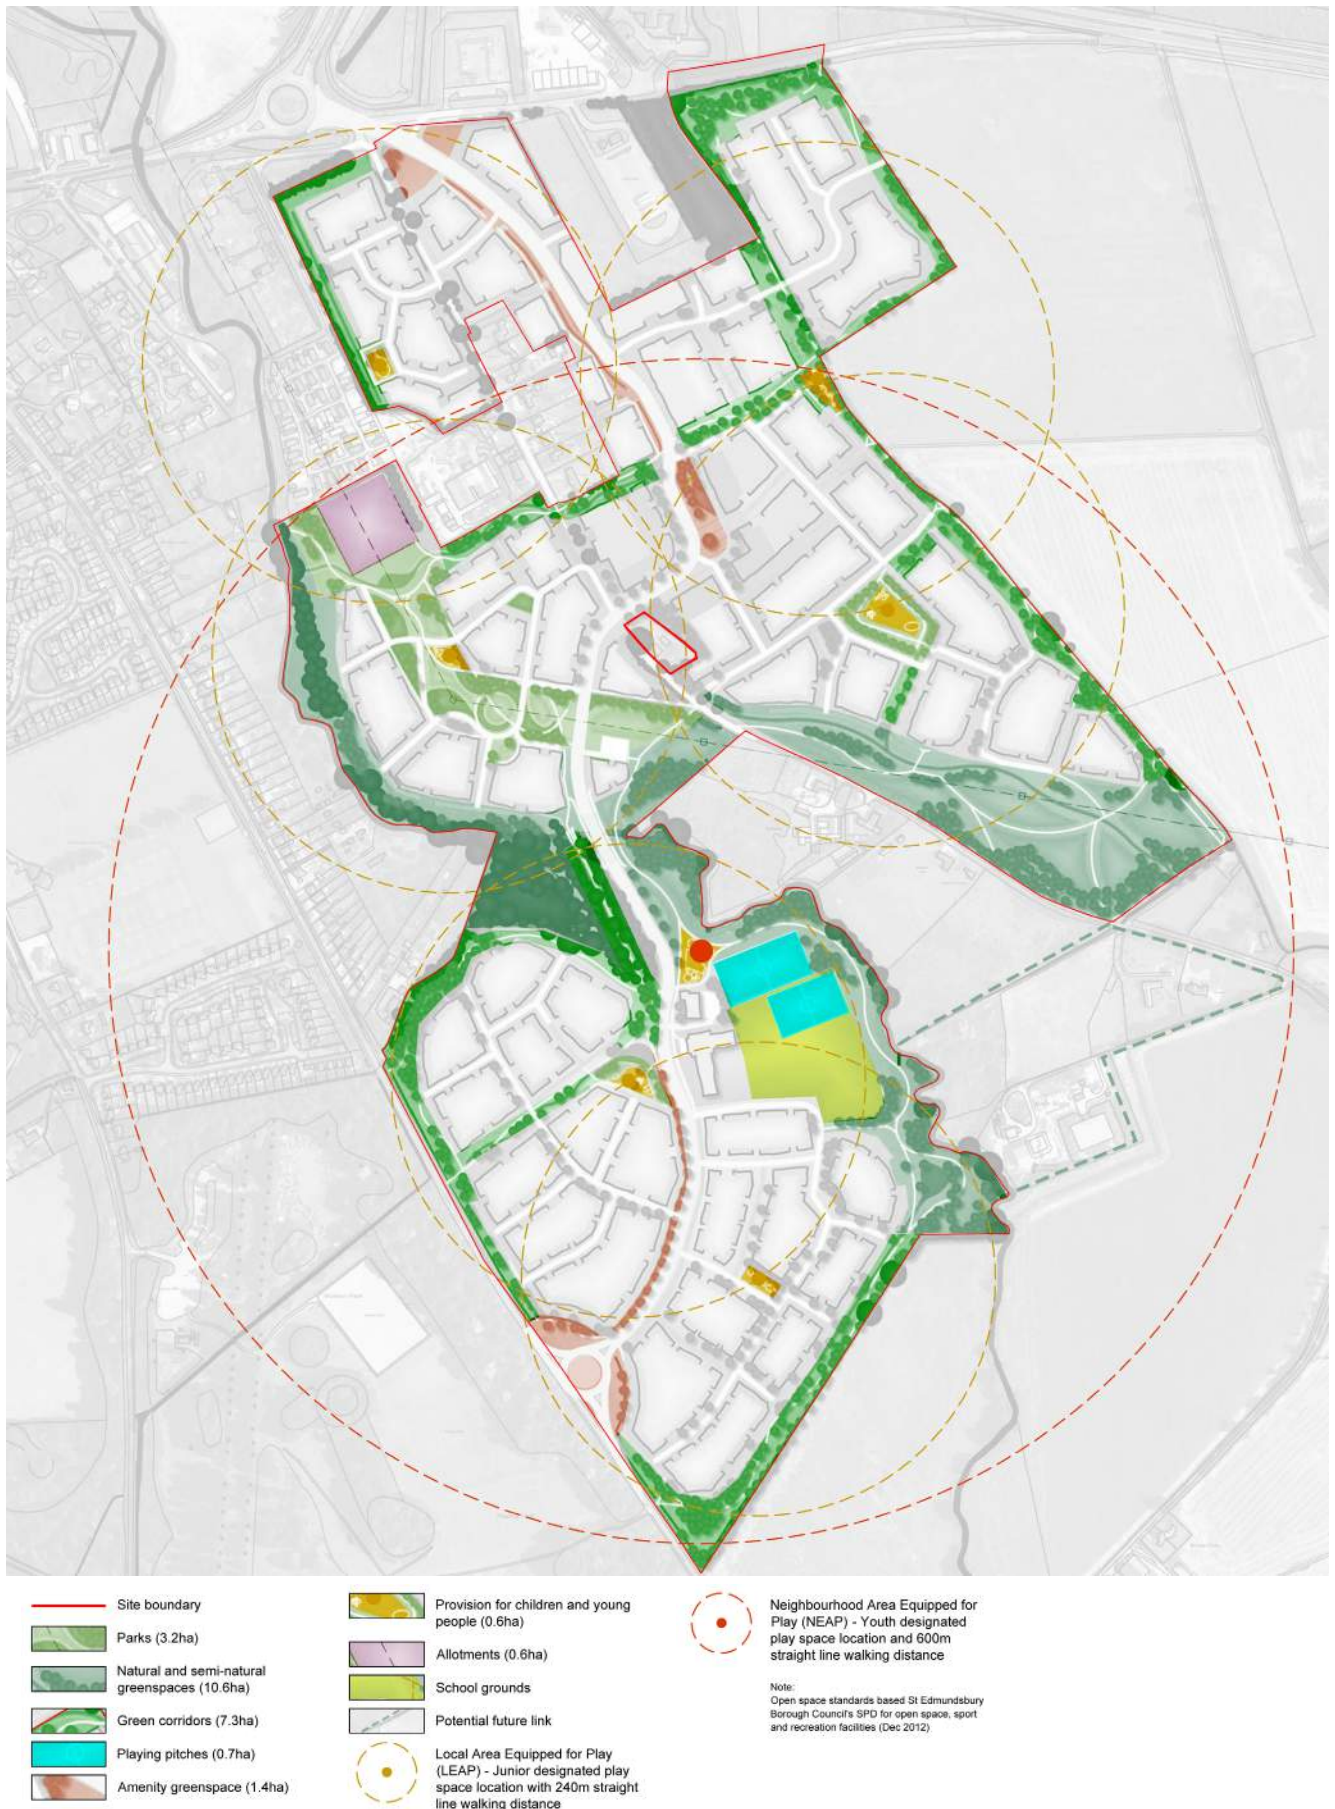 Site boundary
Parks (3.2ha)
Natural and semi-natural
greenspaces (10.6ha)
Green corridors (7.3ha)
Playing pitches (0.7ha)
Amenity greenspace (1.4ha)
Provision for children and young
people (0.6ha)
Allotments (0.6ha)
School grounds
Potential future link
Local Area Equipped for Play
(LEAP) - Junior designated play
space location with 240m straight
line walking distance
Neighbourhood Area Equipped for
Play (NEAP) - Youth designated
play space location and 600m
straight line walking distance
Note:
Open space standards based St Edmundsbury
Borough Council's SPD for open space, sport
and recreation facilities (Dec 2012)